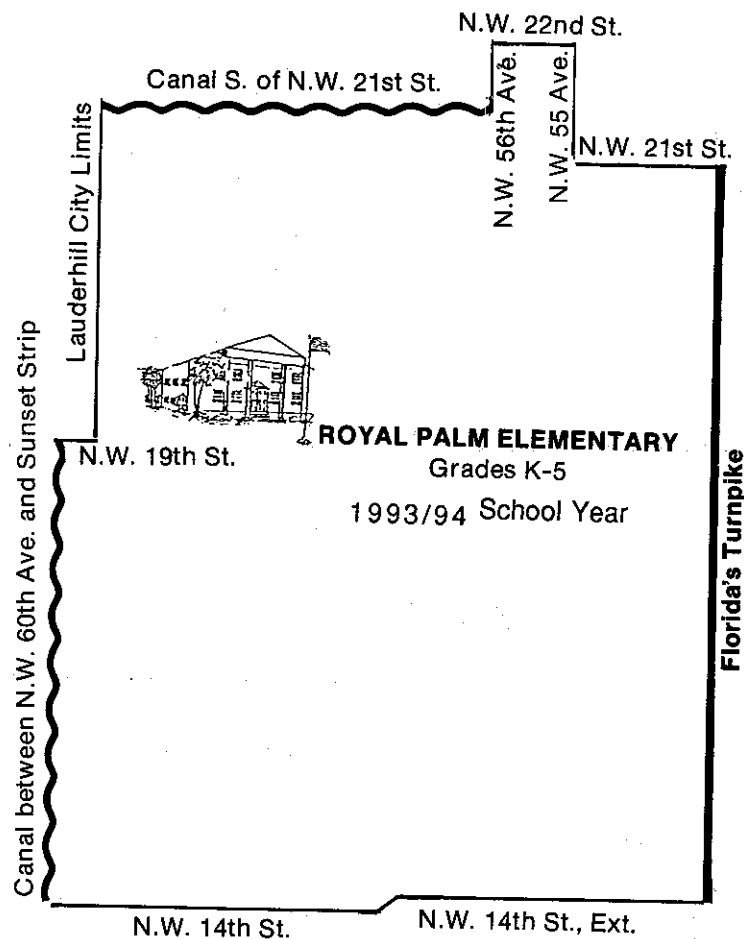 N.W. 22nd St.
Canal S. of N.W. 21st St.
N.W. 56th Ave.
N.W. 55 Ave.
N.W. 21st St.
Lauderhill City Limits
ROYAL PALM ELEMENTARY
N.W. 19th St.
Grades K-5
1993/94 School Year
Canal between N.W. 60th Ave. and Sunset Strip
Florida's Turnpike
N.W. 14th St.
N.W. 14th St., Ext.